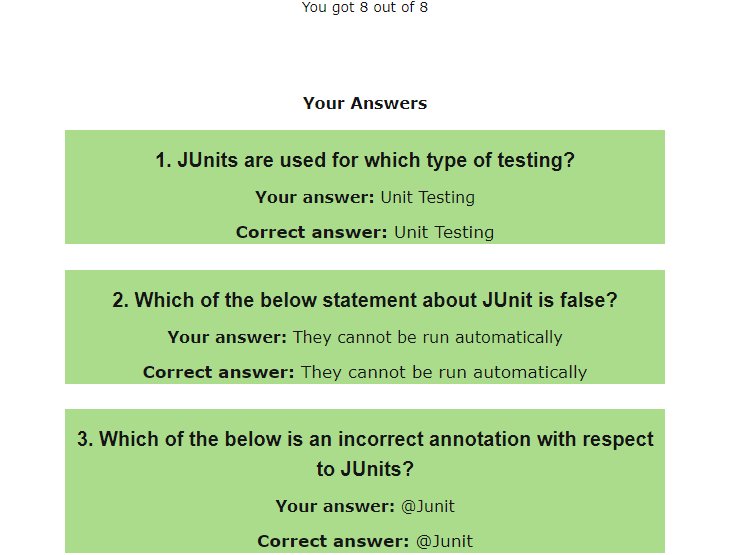 You got 8 out of 8
Your Answers
1. JUnits are used for which type of testing?
Your answer: Unit Testing
Correct answer: Unit Testing
2. Which of the below statement about JUnit is false?
Your answer: They cannot be run automatically
Correct answer: They cannot be run automatically
3. Which of the below is an incorrect annotation with respect
to JUnits?
Your answer: @Junit
Correct answer: @Junit